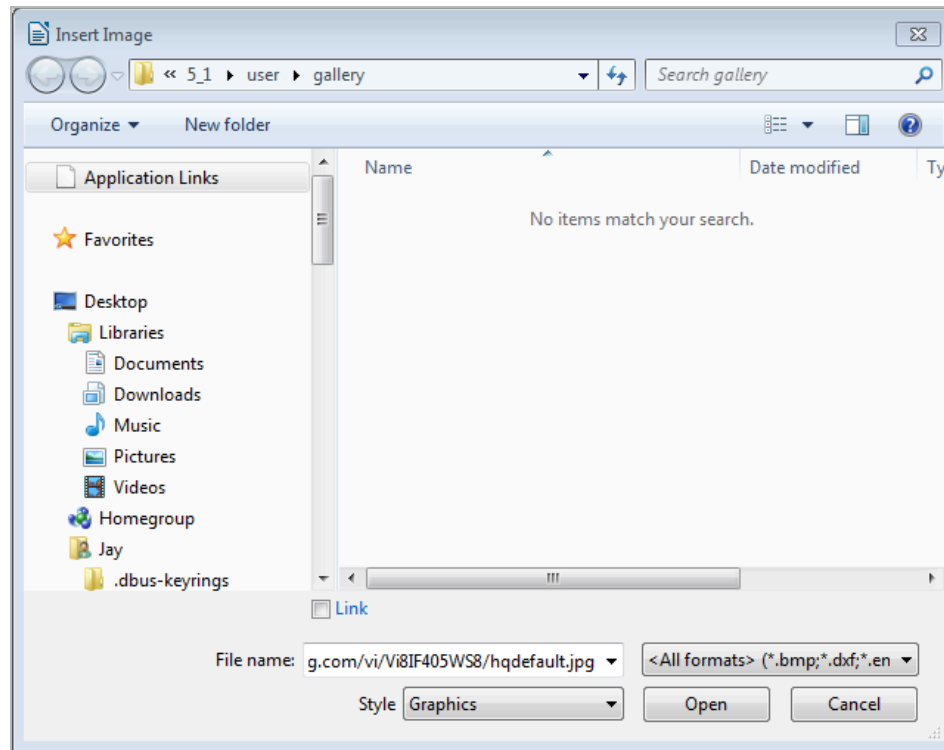 Insert Image
« 5_1 ▸ user ▸ gallery
Search gallery
Organize
New folder
Application Links
Name
Date modified
Ty
No items match your search.
Favorites
Desktop
Libraries
Documents
Downloads
Music
Pictures
Videos
Homegroup
Jay
.dbus-keyrings
Link
File name: g.com/vi/Vi8IF405WS8/hqdefault.jpg
<All formats> (*.bmp;*.dxf;*.en
Style Graphics
Open
Cancel